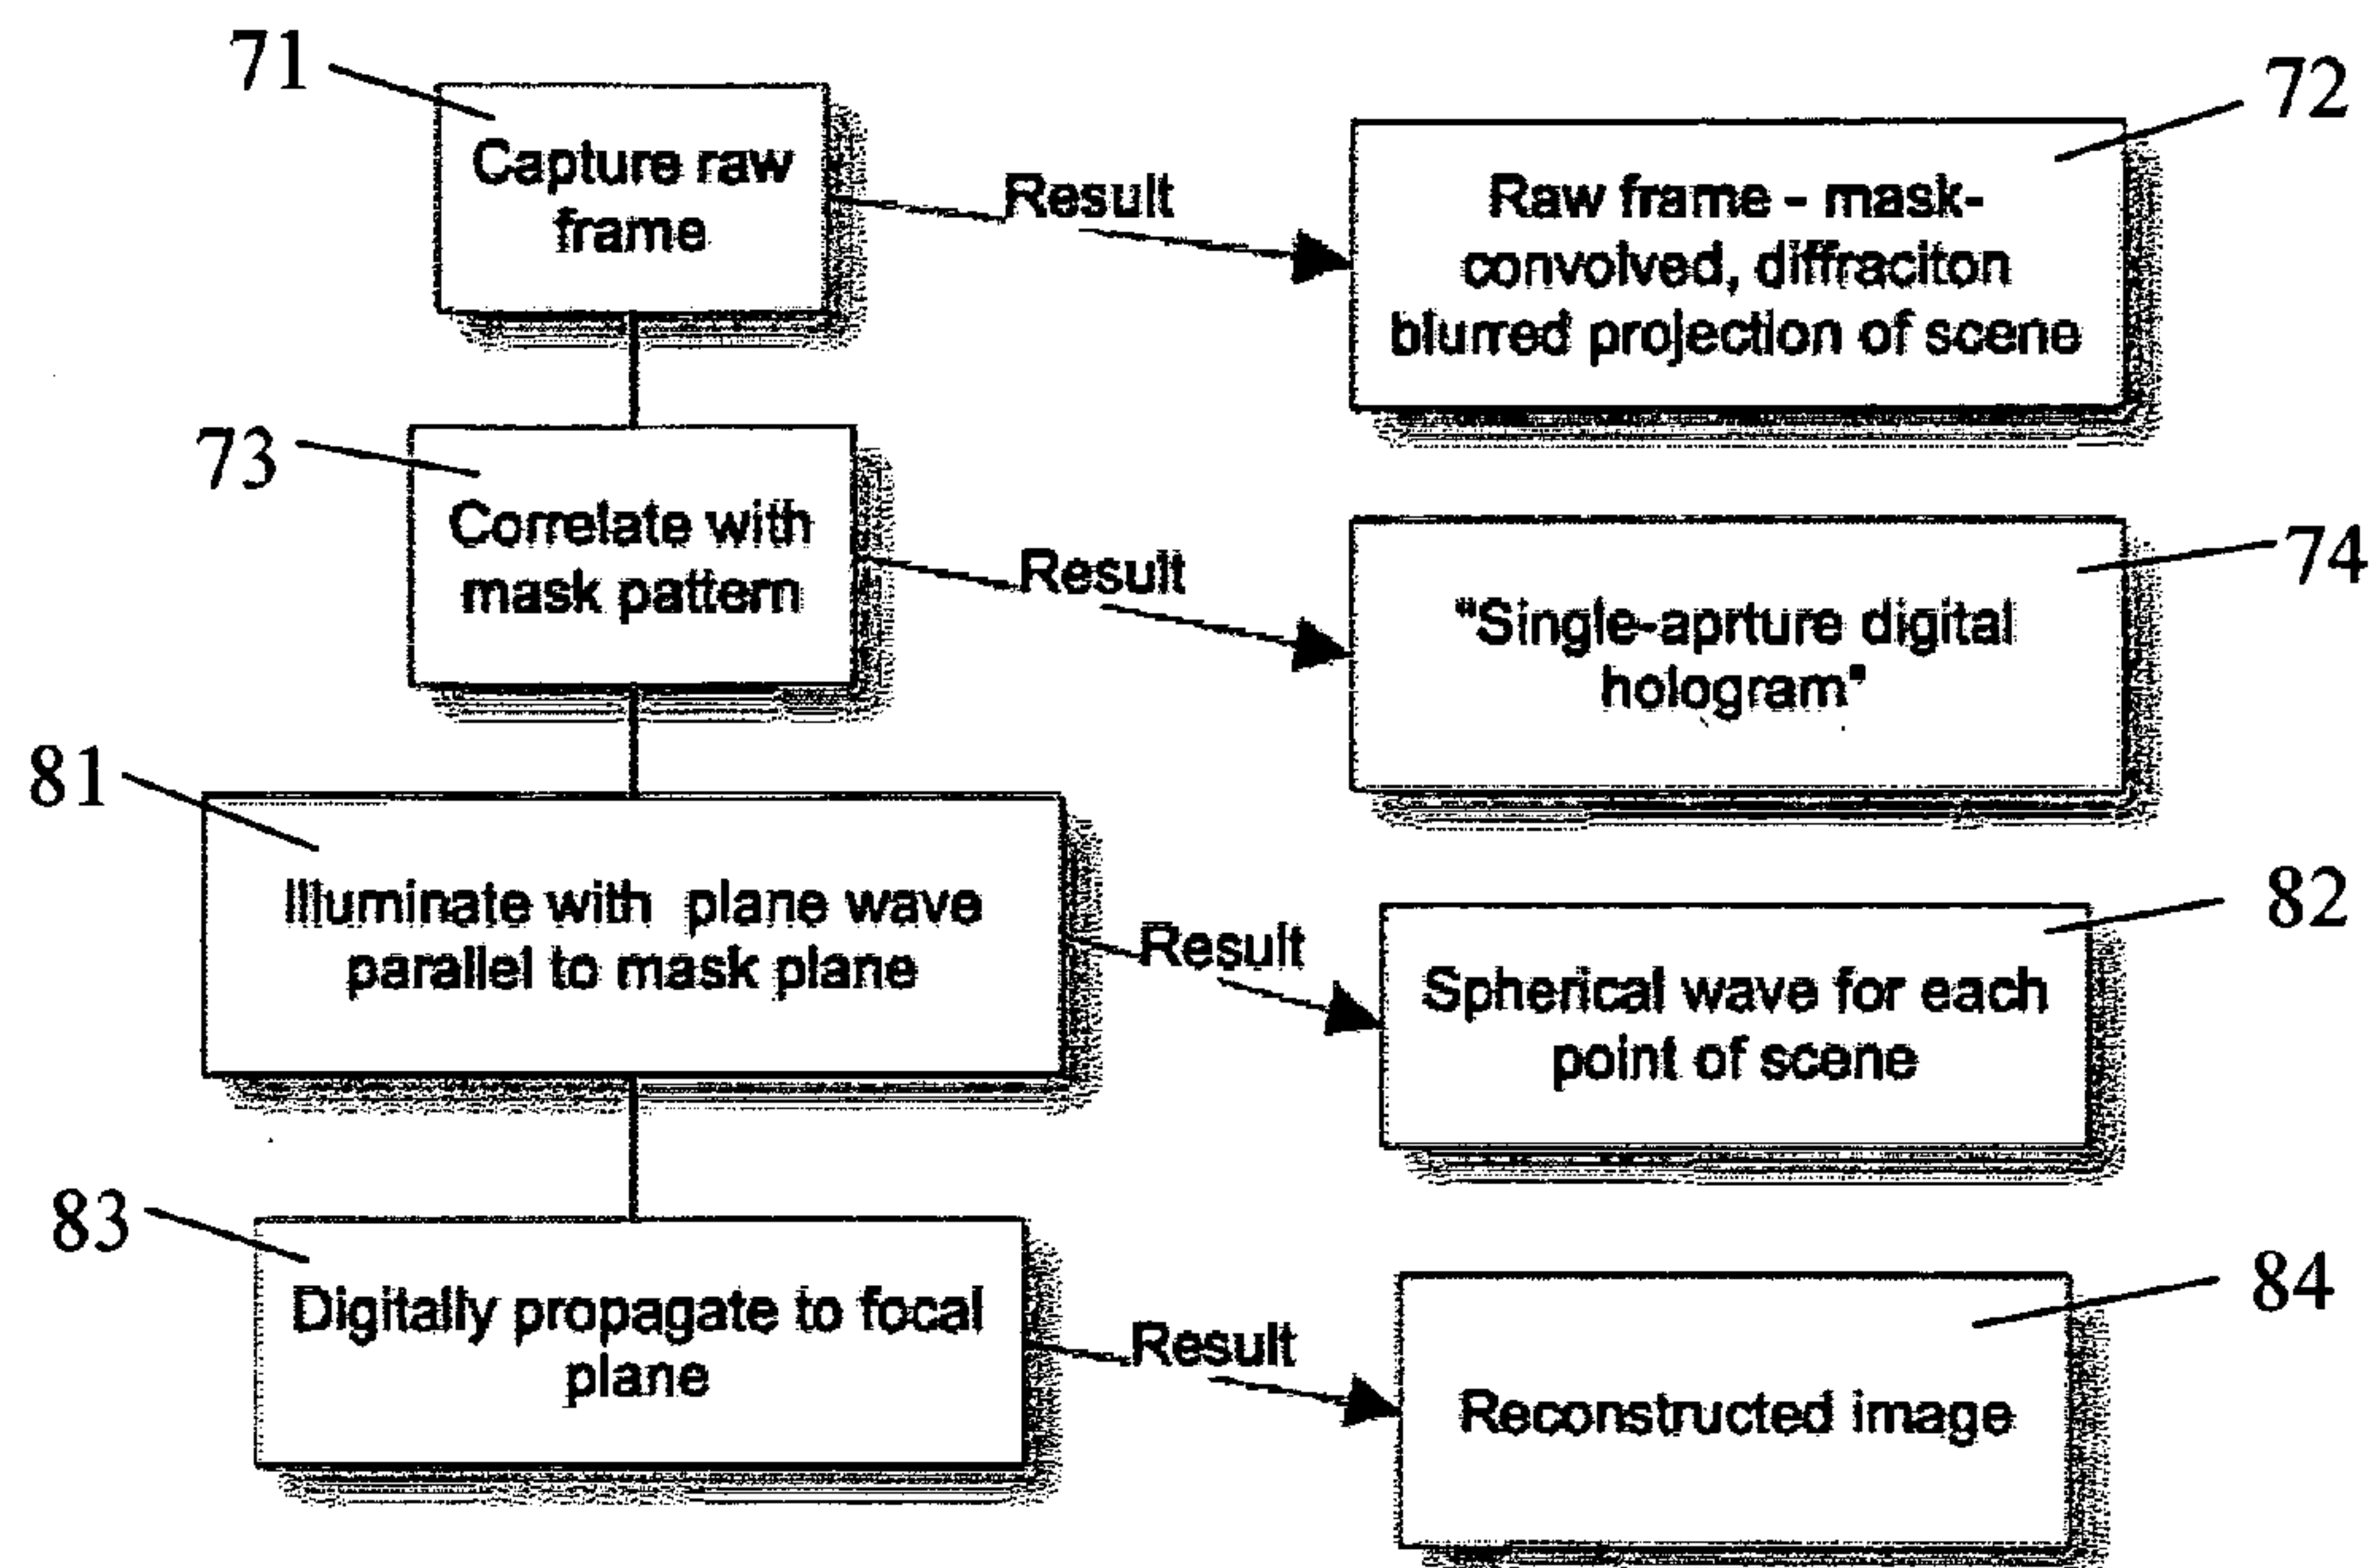 71
Capture raw
frame
Result
72
Raw frame - mask-
convolved, diffraciton
blurred projection of scene
73
Correlate with
mask pattern
Result
74
"Single-aprture digital
hologram"
81
Illuminate with plane wave
parallel to mask plane
Result
82
Spherical wave for each
point of scene
83
Digitally propagate to focal
plane
Result
84
Reconstructed image